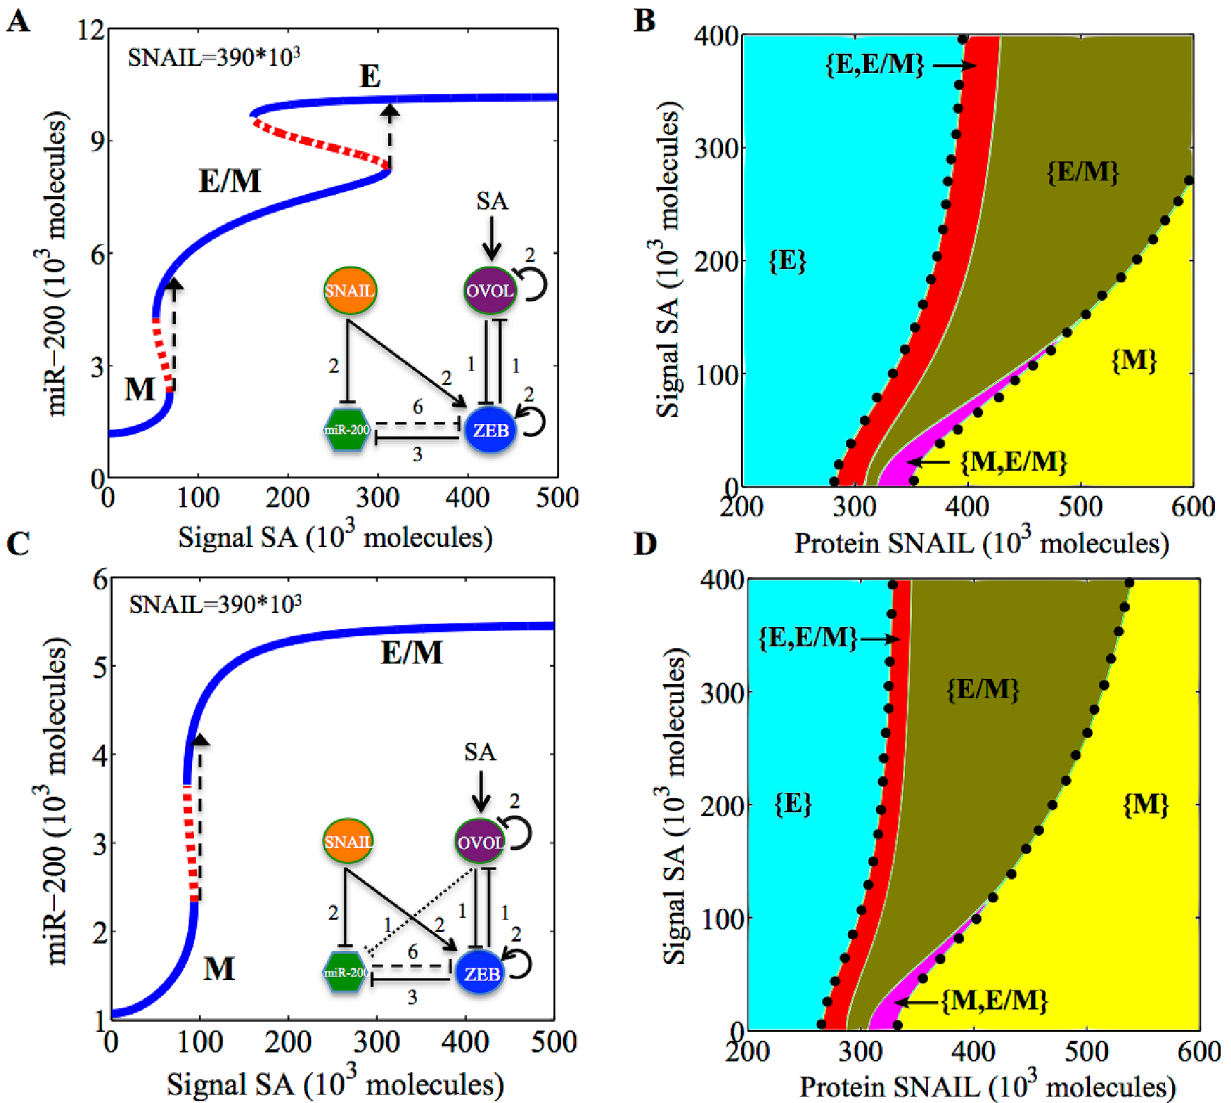 A
12
9
6
3
0
miR−200 (10³ molecules)
SNAIL=390*10³
E
E/M
M
SA
2
SNAIL
OVOL
2
2
1
1
2
6
miR-200
ZEB
3
0 100 200 300 400 500
Signal SA (10³ molecules)
B
400
300
200
100
0
Signal SA (10³ molecules)
{E,E/M}
{E/M}
{E}
{M}
{M,E/M}
200 300 400 500 600
Protein SNAIL (10³ molecules)
C
6
5
4
3
2
1
miR−200 (10³ molecules)
SNAIL=390*10³
E/M
M
SA
2
SNAIL
OVOL
2
1
2
1
1
2
6
miR-200
ZEB
3
0 100 200 300 400 500
Signal SA (10³ molecules)
D
400
300
200
100
0
Signal SA (10³ molecules)
{E,E/M}
{E/M}
{E}
{M}
{M,E/M}
200 300 400 500 600
Protein SNAIL (10³ molecules)